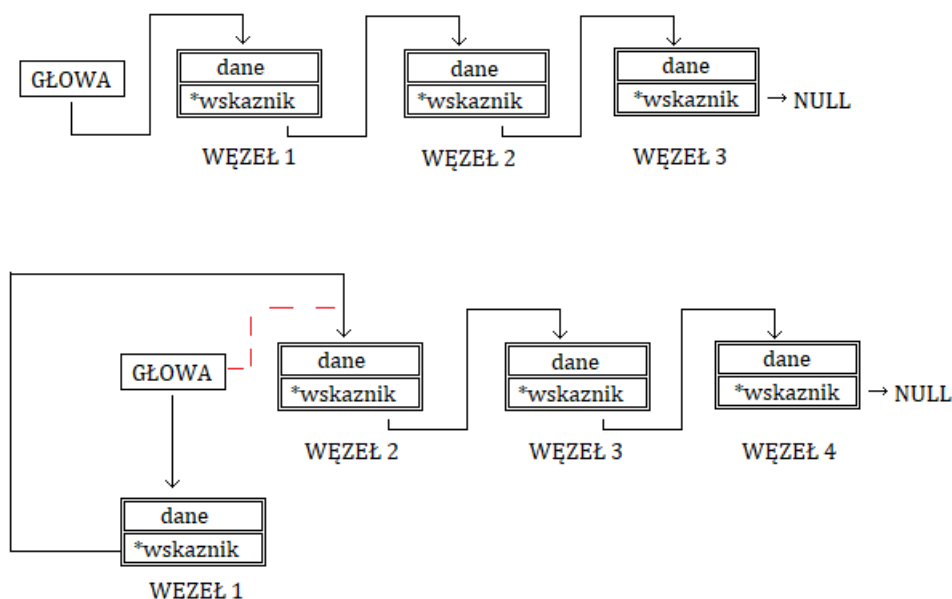 GŁOWA
dane
*wskaznik
WĘZEŁ 1
dane
*wskaznik
WĘZEŁ 2
dane
*wskaznik
→ NULL
WĘZEŁ 3
GŁOWA
dane
*wskaznik
WĘZEŁ 2
dane
*wskaznik
WĘZEŁ 3
dane
*wskaznik
→ NULL
WĘZEŁ 4
dane
*wskaznik
WEZEŁ 1